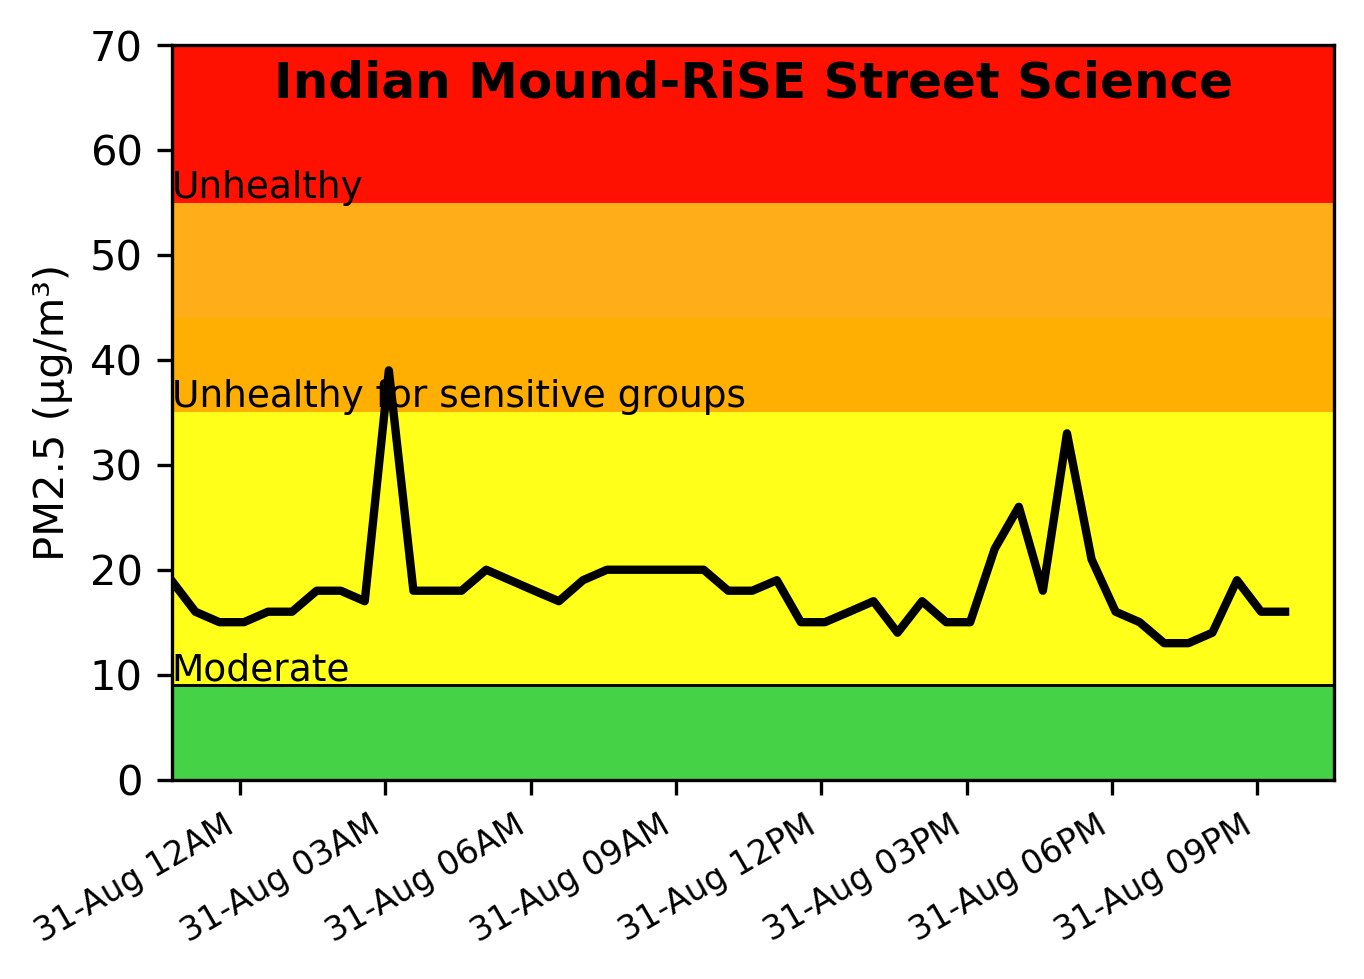 Indian Mound-RiSE Street Science
PM2.5 (µg/m³)
70
60
50
40
30
20
10
0
Unhealthy
Unhealthy for sensitive groups
Moderate
31-Aug 12AM
31-Aug 03AM
31-Aug 06AM
31-Aug 09AM
31-Aug 12PM
31-Aug 03PM
31-Aug 06PM
31-Aug 09PM